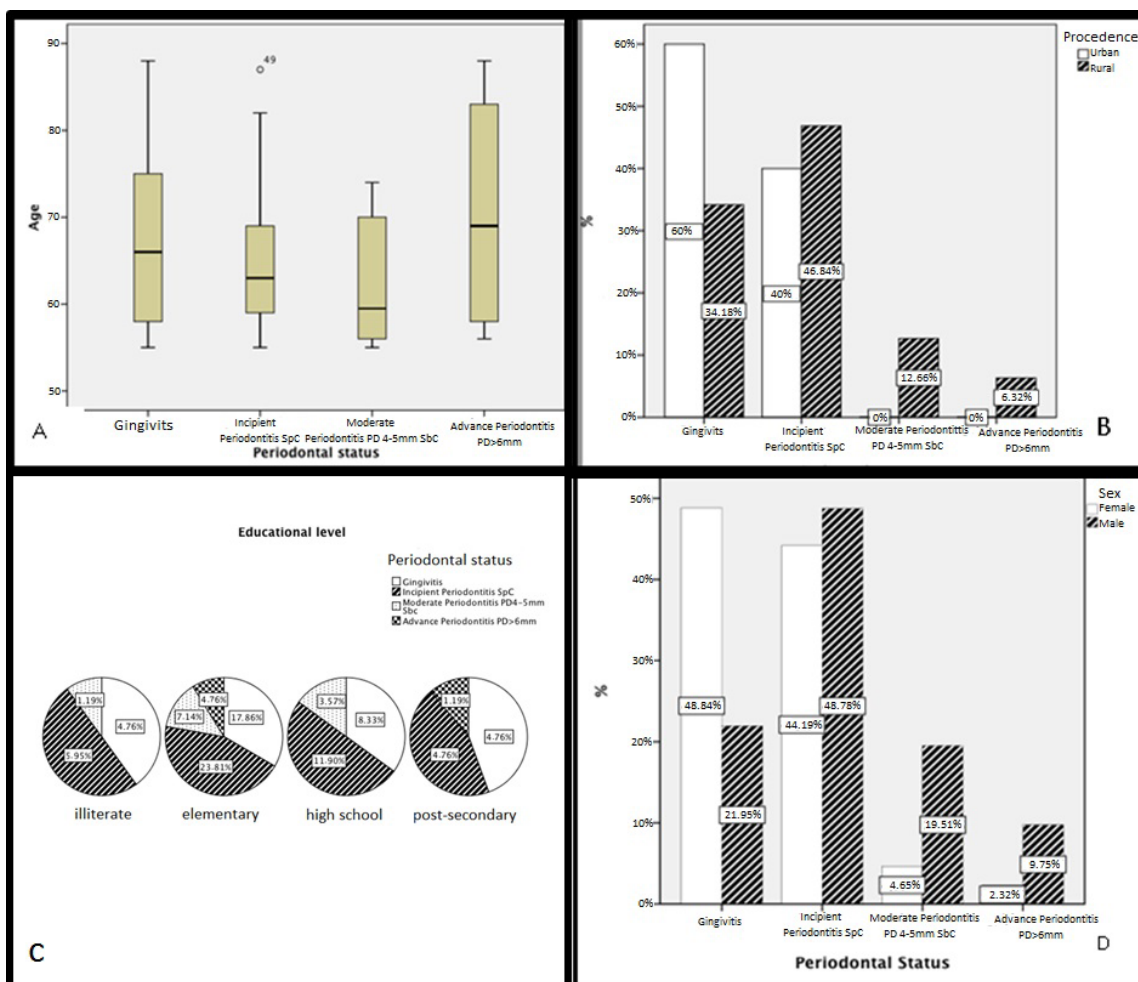 90
80
70
60
50
Age
49
Gingivits
Incipient
Periodontitis SpC
Moderate
Periodontitis PD 4-5mm SbC
Advance Periodontitis
PD>6mm
Periodontal status
A
Procedence
Urban
Rural
60%
50%
40%
30%
20%
10%
0%
%
60%
34.18%
40%
46.84%
0%
12.66%
0%
6.32%
Gingivits
Incipient
Periodontitis SpC
Moderate Periodontittis
PD 4-5mm SbC
Advance Periodontitis
PD>6mm
B
Educational level
Periodontal status
Gingivitis
Incipient Periodontitis SpC
Moderate Periodontitis PD4-5mm
Sbc
Advance Periodontitis PD>6mm
1.19%
4.76%
5.95%
4.76%
7.14%
17.86%
23.81%
3.57%
8.33%
11.90%
1.19%
4.76%
4.76%
illiterate
elementary
high school
post-secondary
C
Sex
Female
Male
50%
40%
30%
20%
10%
0%
%
48.84%
21.95%
44.19%
48.78%
4.65%
19.51%
2.32%
9.75%
Gingivitis
Incipient
Periodontitis SpC
Moderate Periodontitis
PD 4-5mm SbC
Advance Periodontitis
PD>6mm
D
Periodontal Status